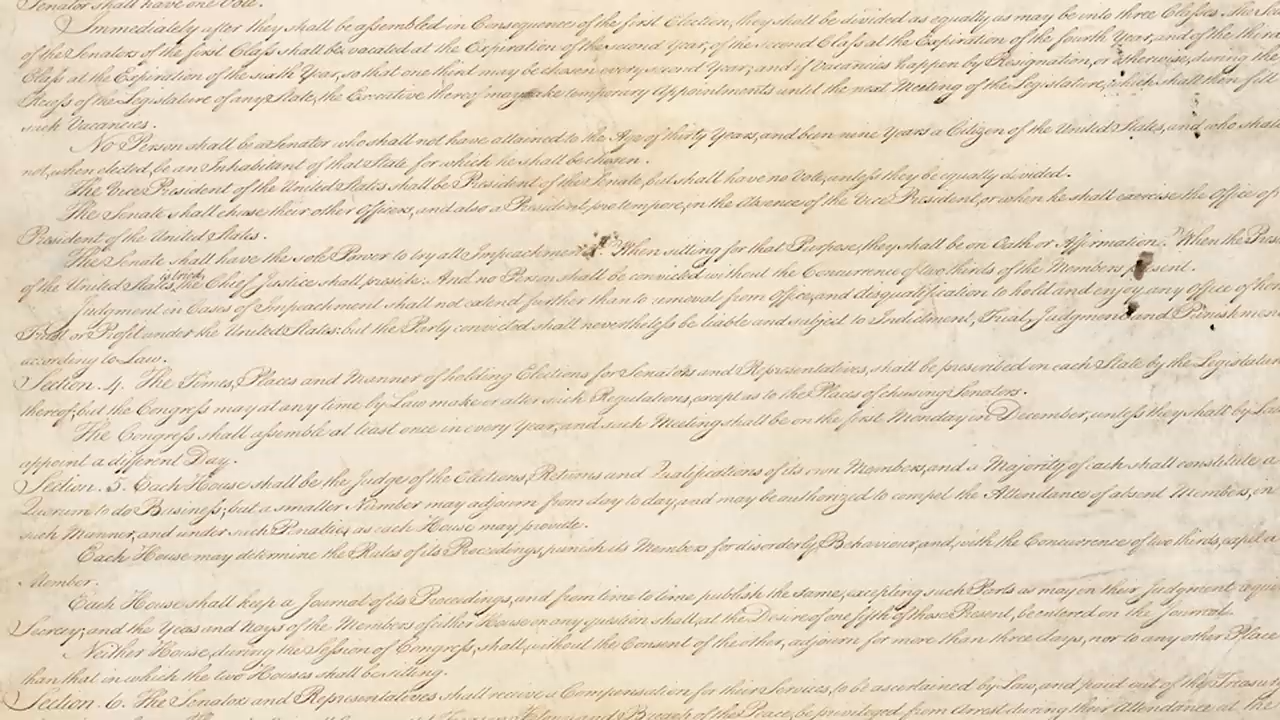 Senator shall have one Vote.
Immediately after they shall be assembled in Consequence of the first Election, they shall be divided as equally as may be into three Classes. The Sea
of the Senators of the first Class shall be vacated at the Expiration of the second Year, of the second Class at the Expiration of the fourth Year, and of the third
Class at the Expiration of the sixth Year, so that one third may be chosen every second Year; and if Vacancies happen by Resignation, or otherwise, during the
Recess of the Legislature of any State, the Executive thereof may make temporary Appointments until the next Meeting of the Legislature, which shall then fill
such Vacancies.
No Person shall be a Senator who shall not have attained to the Age of thirty Years, and been nine Years a Citizen of the United States, and who shall
not, when elected, be an Inhabitant of that State for which he shall be chosen.
The Vice President of the United States shall be President of the Senate, but shall have no Vote, unless they be equally divided.
The Senate shall chuse their other Officers, and also a President pro tempore, in the Absence of the Vice President, or when he shall exercise the Office of
President of the United States.
The Senate shall have the sole Power to try all Impeachments. When sitting for that Purpose, they shall be on Oath or Affirmation. When the Pres
of the United States is tried, the Chief Justice shall preside: And no Person shall be convicted without the Concurrence of two thirds of the Members present.
Judgment in Cases of Impeachment shall not extend further than to removal from Office, and disqualification to hold and enjoy any Office of hon
Trust or Profit under the United States: but the Party convicted shall nevertheless be liable and subject to Indictment, Trial, Judgment and Punishment
according to Law.
Section. 4. The Times, Places and Manner of holding Elections for Senators and Representatives, shall be prescribed in each State by the Legislature
thereof; but the Congress may at any time by Law make or alter such Regulations, except as to the Places of chusing Senators.
The Congress shall assemble at least once in every Year, and such Meeting shall be on the first Monday in December, unless they shall by Law
appoint a different Day.
Section. 5. Each House shall be the Judge of the Elections, Returns and Qualifications of its own Members, and a Majority of each shall constitute a
Quorum to do Business; but a smaller Number may adjourn from day to day, and may be authorized to compel the Attendance of absent Members, in
such Manner, and under such Penalties as each House may provide.
Each House may determine the Rules of its Proceedings, punish its Members for disorderly Behaviour, and, with the Concurrence of two thirds, expel a
Member.
Each House shall keep a Journal of its Proceedings, and from time to time publish the same, excepting such Parts as may in their Judgment require
Secrecy; and the Yeas and Nays of the Members of either House on any question shall, at the Desire of one fifth of those Present, be entered on the Journal.
Neither House, during the Session of Congress, shall, without the Consent of the other, adjourn for more than three days, nor to any other Place
than that in which the two Houses shall be sitting.
Section. 6. The Senators and Representatives shall receive a Compensation for their Services, to be ascertained by Law, and paid out of the Treasury
Felony and Breach of the Peace, be privileged from Arrest during their Attendance at the